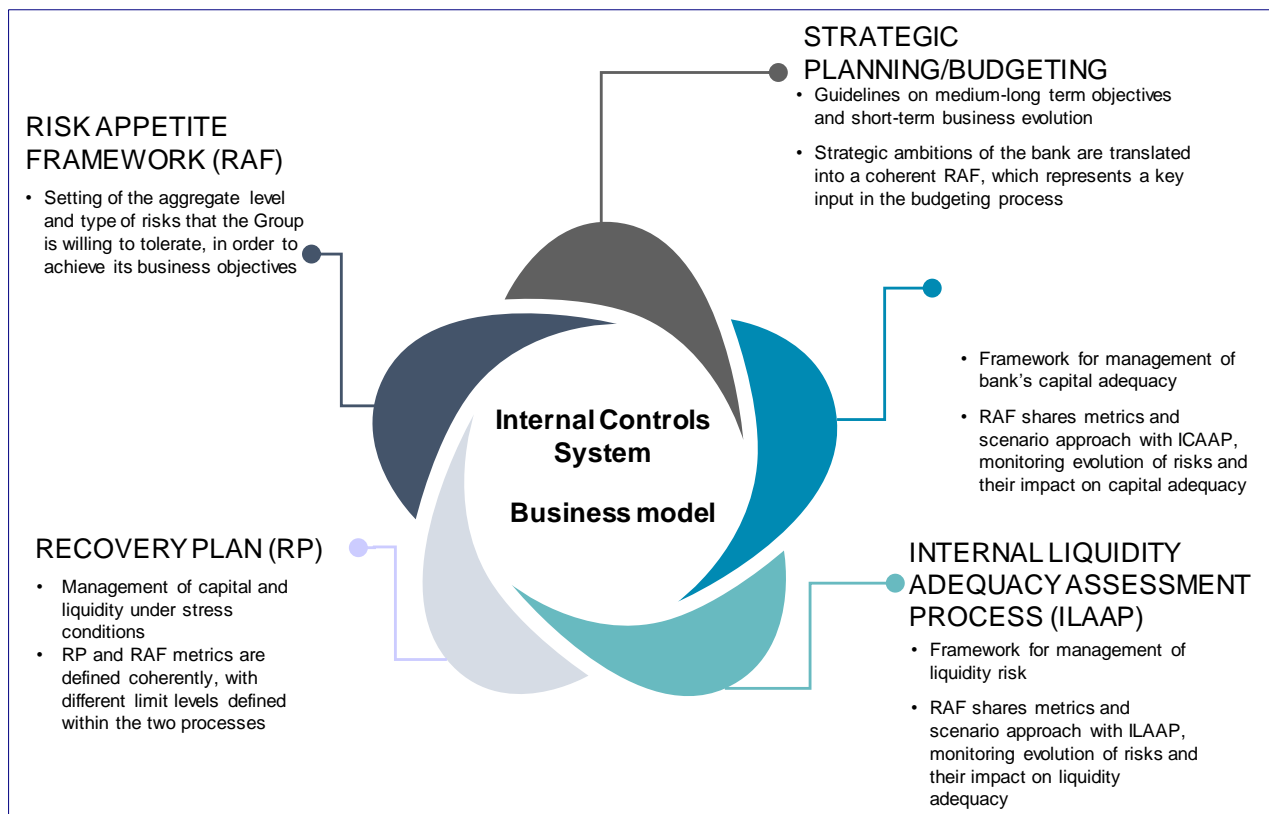 STRATEGIC
PLANNING/BUDGETING
• Guidelines on medium-long term objectives
and short-term business evolution
• Strategic ambitions of the bank are translated
into a coherent RAF, which represents a key
input in the budgeting process
RISK APPETITE
FRAMEWORK (RAF)
• Setting of the aggregate level
and type of risks that the Group
is willing to tolerate, in order to
achieve its business objectives
• Framework for management of
bank's capital adequacy
• RAF shares metrics and
scenario approach with ICAAP,
monitoring evolution of risks and
their impact on capital adequacy
Internal Controls
System
Business model
RECOVERY PLAN (RP)
• Management of capital and
liquidity under stress
conditions
• RP and RAF metrics are
defined coherently, with
different limit levels defined
within the two processes
INTERNAL LIQUIDITY
ADEQUACY ASSESSMENT
PROCESS (ILAAP)
• Framework for management of
liquidity risk
• RAF shares metrics and
scenario approach with ILAAP,
monitoring evolution of risks and
their impact on liquidity
adequacy